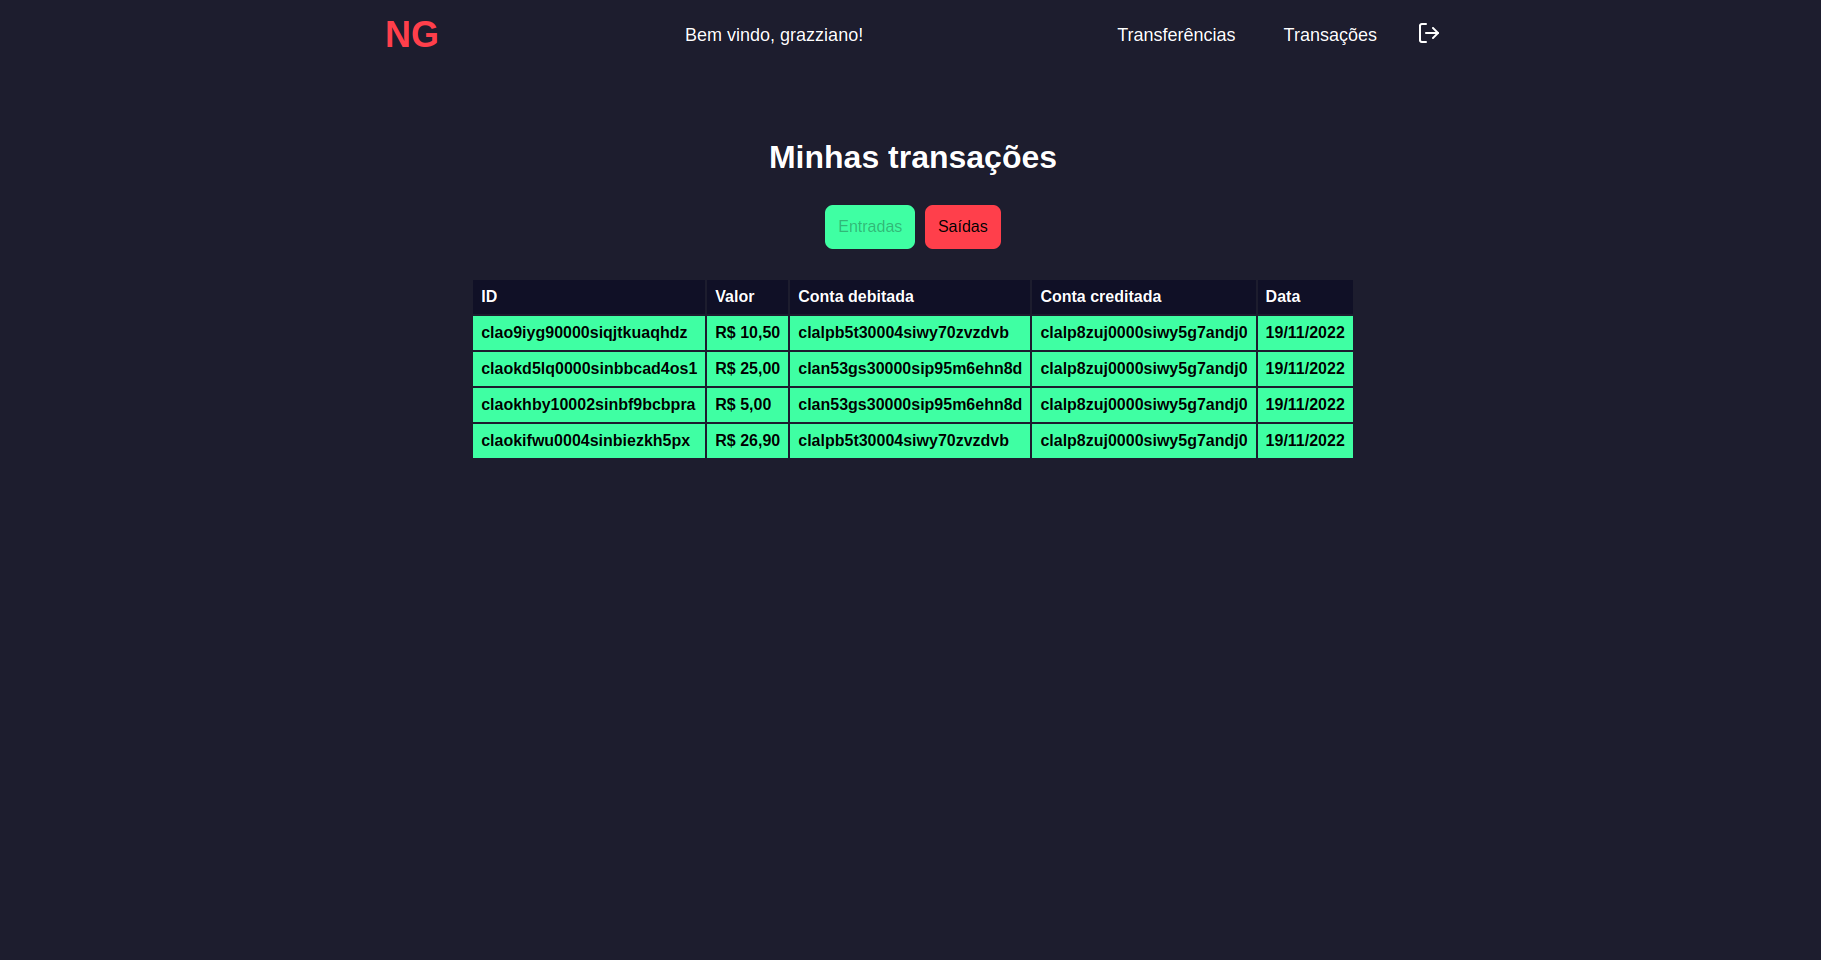 NG Bem vindo, grazziano! Transferências Transações
Minhas transações
Entradas Saídas
ID Valor Conta debitada Conta creditada Data
clao9iyg90000siqjtkuaqhdz R$ 10,50 clalpb5t30004siwy70zvzdvb clalp8zuj0000siwy5g7andj0 19/11/2022
claokd5lq0000sinbbcad4os1 R$ 25,00 clan53gs30000sip95m6ehn8d clalp8zuj0000siwy5g7andj0 19/11/2022
claokhby10002sinbf9bcbpra R$ 5,00 clan53gs30000sip95m6ehn8d clalp8zuj0000siwy5g7andj0 19/11/2022
claokifwu0004sinbiezkh5px R$ 26,90 clalpb5t30004siwy70zvzdvb clalp8zuj0000siwy5g7andj0 19/11/2022